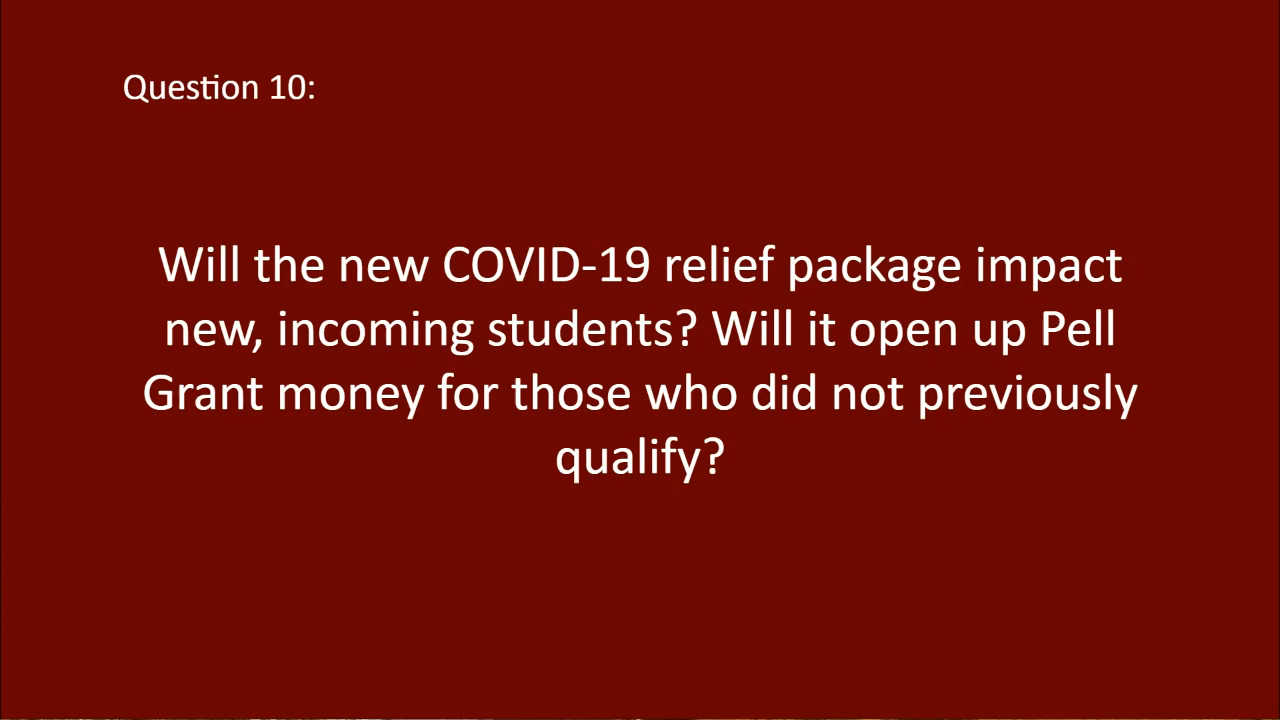 Question 10:
Will the new COVID-19 relief package impact
new, incoming students? Will it open up Pell
Grant money for those who did not previously
qualify?